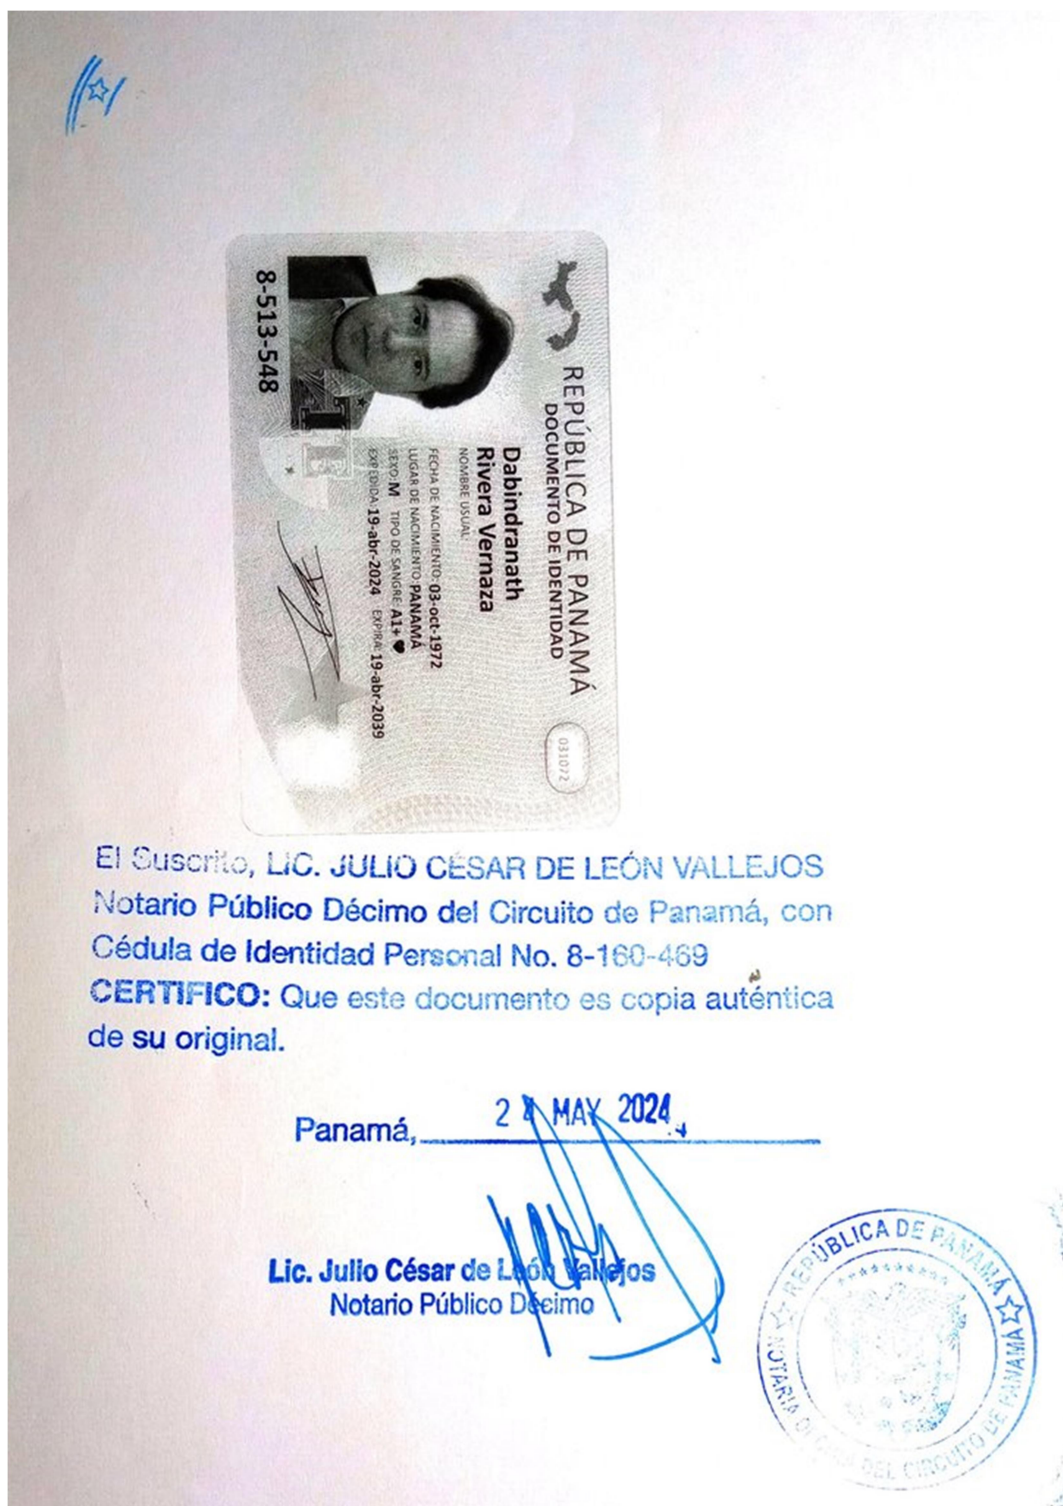 REPÚBLICA DE PANAMÁ
DOCUMENTO DE IDENTIDAD
Dabindranath
Rivera Vernaza
NOMBRE USUAL:
FECHA DE NACIMIENTO: 03-oct-1972
LUGAR DE NACIMIENTO: PANAMÁ
SEXO: M TIPO DE SANGRE: A1+
EXPEDIDA: 19-abr-2024 EXPIRA: 19-abr-2039
8-513-548
031072
El Suscrito, LIC. JULIO CÉSAR DE LEÓN VALLEJOS
Notario Público Décimo del Circuito de Panamá, con
Cédula de Identidad Personal No. 8-160-469
CERTIFICO: Que este documento es copia auténtica
de su original.
Panamá, MAY 2024
Lic. Julio César de León Vallejos
Notario Público Décimo
REPÚBLICA DE PANAMÁ
NOTARIA DEL CIRCUITO DE PANAMÁ